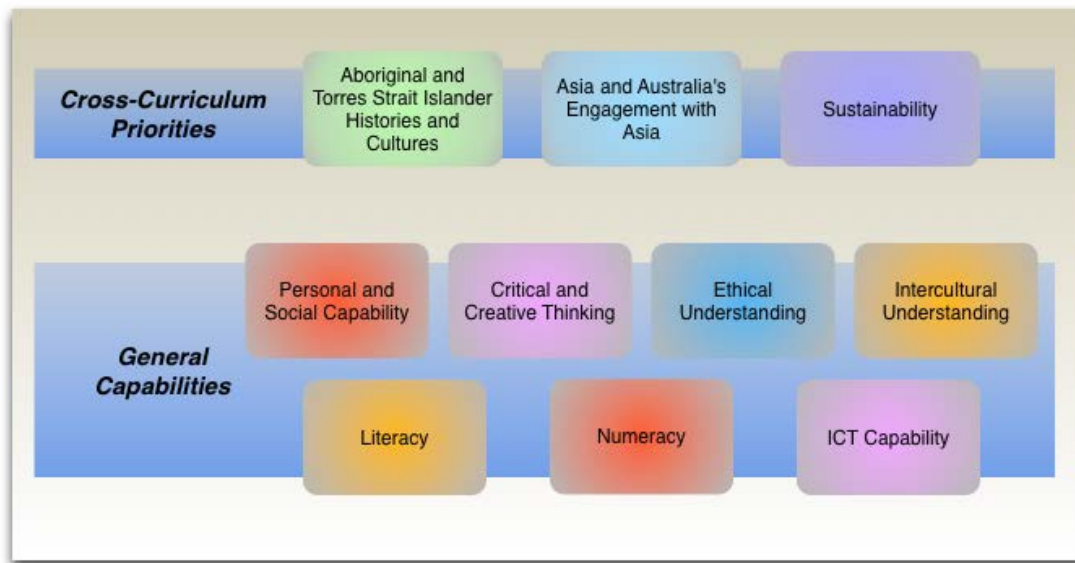 Cross-Curriculum
Priorities
Aboriginal and
Torres Strait Islander
Histories and
Cultures
Asia and Australia's
Engagement with
Asia
Sustainability
General
Capabilities
Personal and
Social Capability
Critical and
Creative Thinking
Ethical
Understanding
Intercultural
Understanding
Literacy
Numeracy
ICT Capability